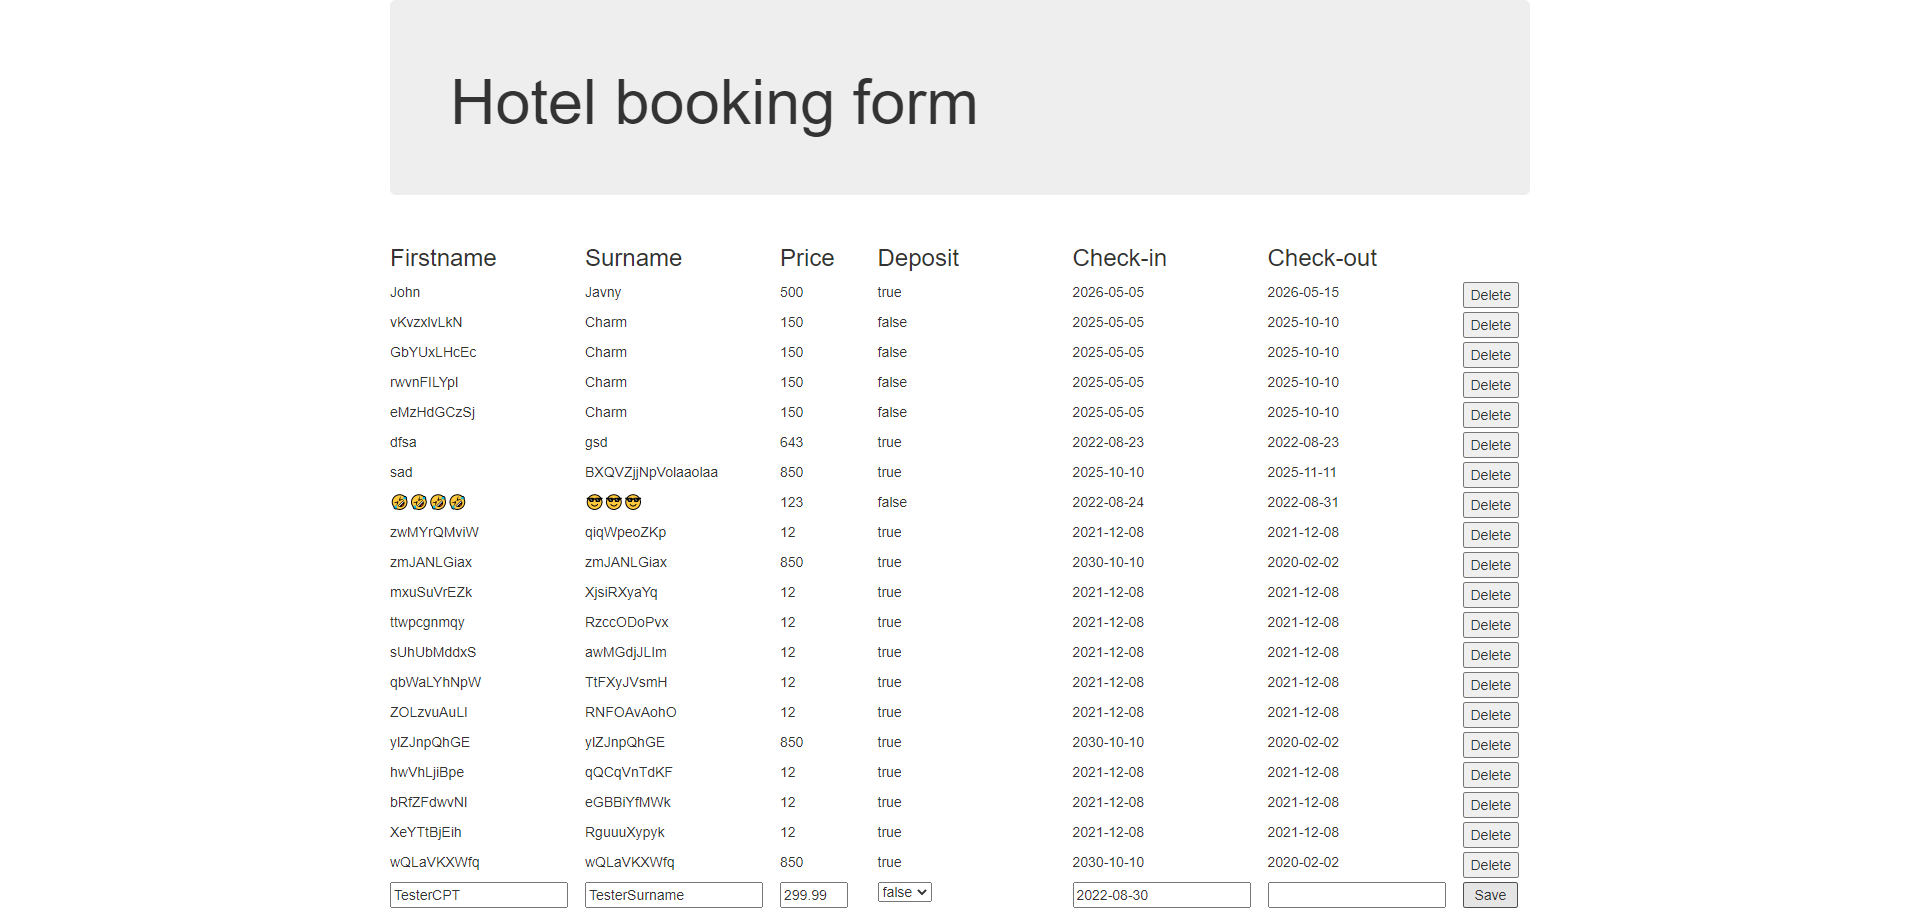 Hotel booking form
Firstname Surname Price Deposit Check-in Check-out
John Javny 500 true 2026-05-05 2026-05-15 Delete
vKvzxlvLkN Charm 150 false 2025-05-05 2025-10-10 Delete
GbYUxLHcEc Charm 150 false 2025-05-05 2025-10-10 Delete
rwvnFILYpI Charm 150 false 2025-05-05 2025-10-10 Delete
eMzHdGCzSj Charm 150 false 2025-05-05 2025-10-10 Delete
dfsa gsd 643 true 2022-08-23 2022-08-23 Delete
sad BXQVZjjNpVolaaolaa 850 true 2025-10-10 2025-11-11 Delete
🤣🤣🤣🤣 😎😎😎 123 false 2022-08-24 2022-08-31 Delete
zwMYrQMviW qiqWpeoZKp 12 true 2021-12-08 2021-12-08 Delete
zmJANLGiax zmJANLGiax 850 true 2030-10-10 2020-02-02 Delete
mxuSuVrEZk XjsiRXyaYq 12 true 2021-12-08 2021-12-08 Delete
ttwpcgnmqy RzccODoPvx 12 true 2021-12-08 2021-12-08 Delete
sUhUbMddxS awMGdjJLIm 12 true 2021-12-08 2021-12-08 Delete
qbWaLYhNpW TtFXyJVsmH 12 true 2021-12-08 2021-12-08 Delete
ZOLzvuAuLI RNFOAvAohO 12 true 2021-12-08 2021-12-08 Delete
yIZJnpQhGE yIZJnpQhGE 850 true 2030-10-10 2020-02-02 Delete
hwVhLjiBpe qQCqVnTdKF 12 true 2021-12-08 2021-12-08 Delete
bRfZFdwvNI eGBBiYfMWk 12 true 2021-12-08 2021-12-08 Delete
XeYTtBjEih RguuuXypyk 12 true 2021-12-08 2021-12-08 Delete
wQLaVKXWfq wQLaVKXWfq 850 true 2030-10-10 2020-02-02 Delete
TesterCPT TesterSurname 299.99 false 2022-08-30 Save